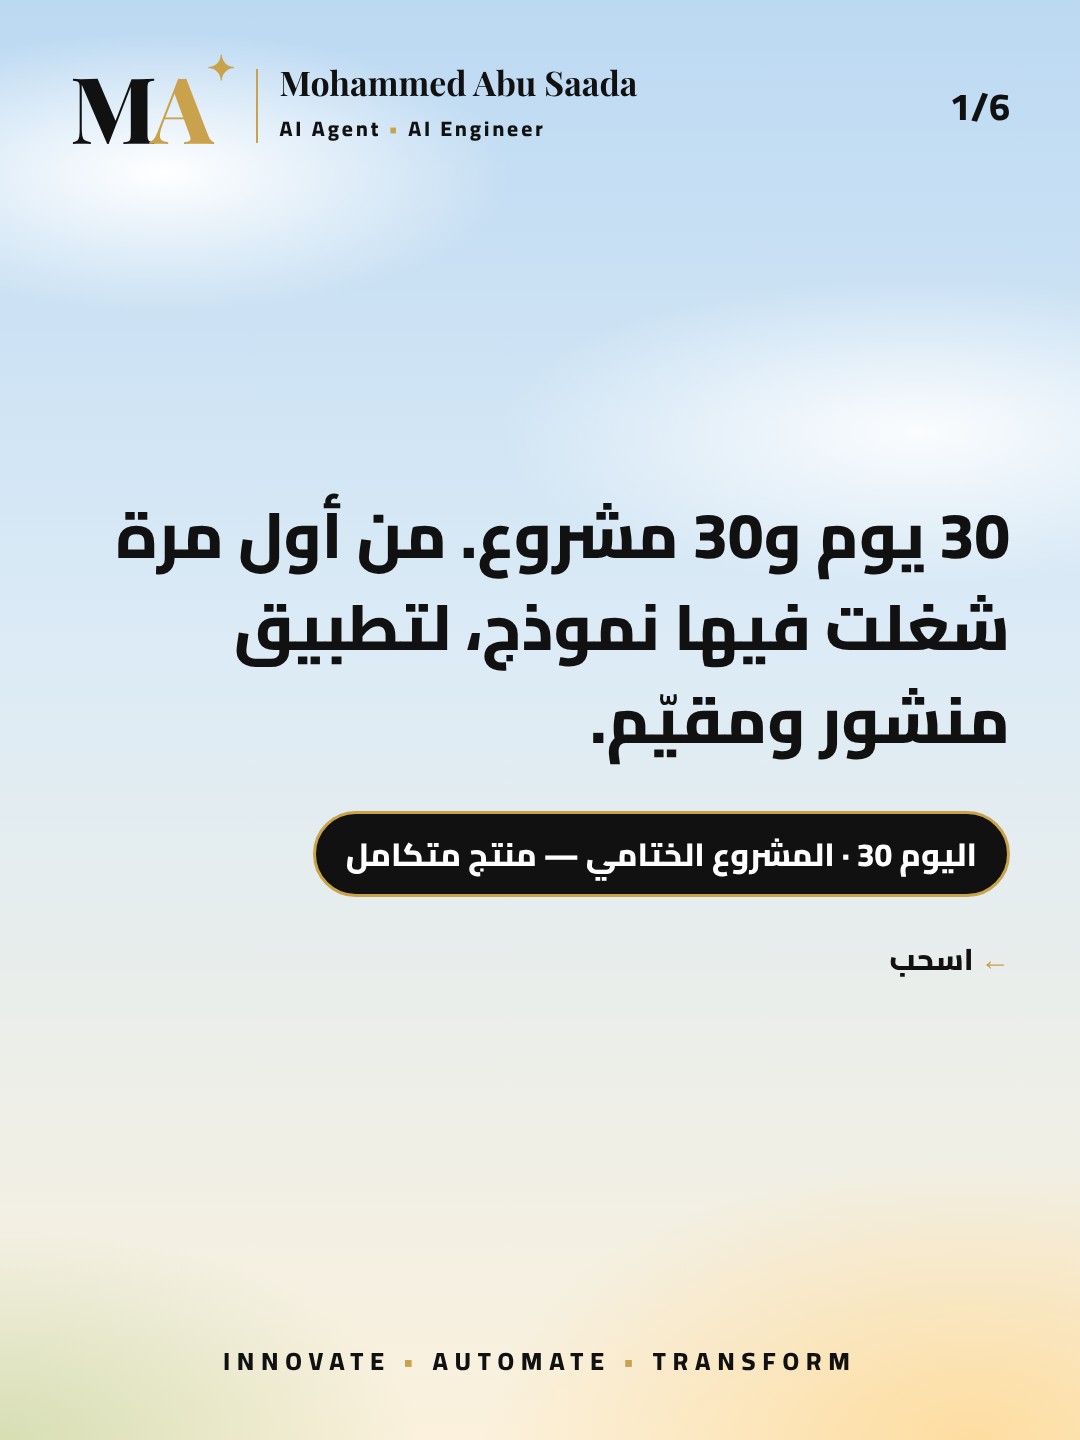 MA
Mohammed Abu Saada
AI Agent ▪ AI Engineer
1/6
30 يوم و30 مشروع. من أول مرة
شغلت فيها نموذج، لتطبيق
منشور ومقيّم.
اليوم 30 · المشروع الختامي — منتج متكامل
← اسحب
INNOVATE ▪ AUTOMATE ▪ TRANSFORM